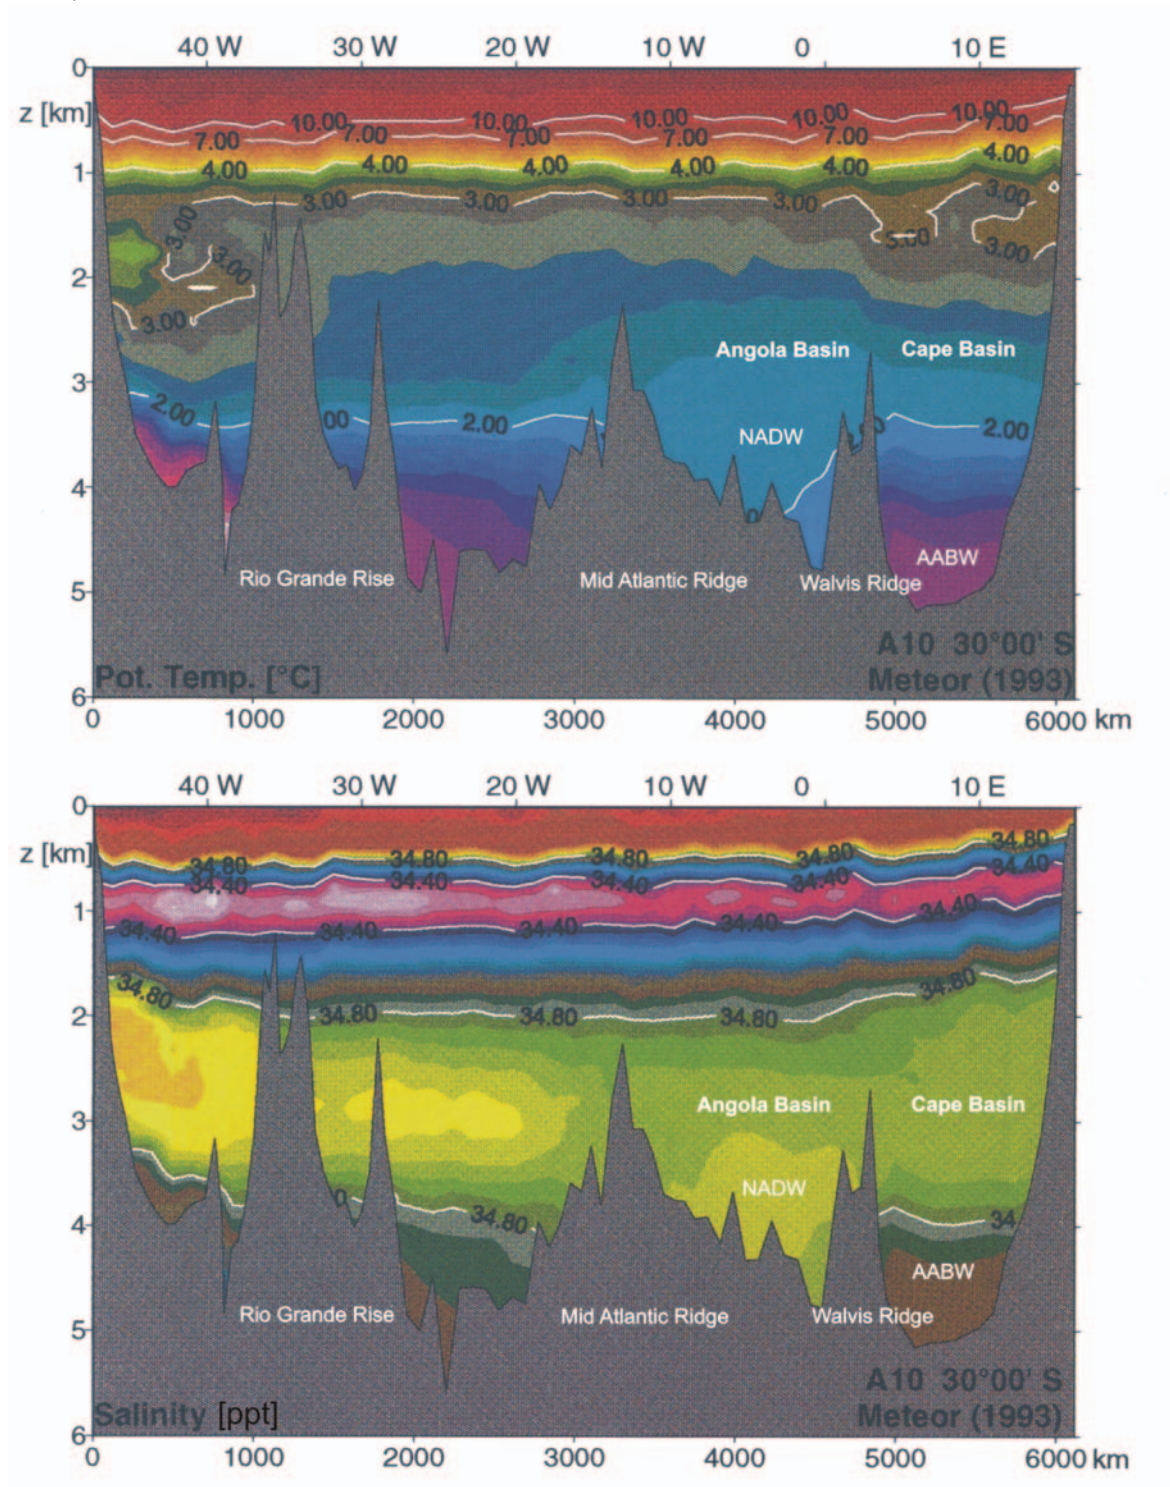 40 W 30 W 20 W 10 W 0 10 E
0
z [km]
10.00 10.00 10.00 10.00 10.00
7.00 7.00 7.00 7.00 7.00 7.00
4.00 4.00 4.00 4.00 4.00 4.00
1
3.00 3.00 3.00 3.00 3.00
3.00 3.00 3.00 3.00
2
3.00
Angola Basin Cape Basin
3
2.00 00 2.00 2.00
NADW
4
0
AABW
Rio Grande Rise Mid Atlantic Ridge Walvis Ridge
5
A10 30°00' S
Pot. Temp. [°C] Meteor (1993)
6
0 1000 2000 3000 4000 5000 6000 km
40 W 30 W 20 W 10 W 0 10 E
0
z [km]
34.80 34.80 34.80 34.80 34.80
34.40 34.40 34.40 34.40 34.40
1
34.40 34.40 34.40 34.40 34.40
34.80 34.80
2
34.80 34.80 34.80
Angola Basin Cape Basin
3
NADW
0 34.80 34
4
AABW
Rio Grande Rise Mid Atlantic Ridge Walvis Ridge
5
A10 30°00' S
Salinity [ppt] Meteor (1993)
6
0 1000 2000 3000 4000 5000 6000 km